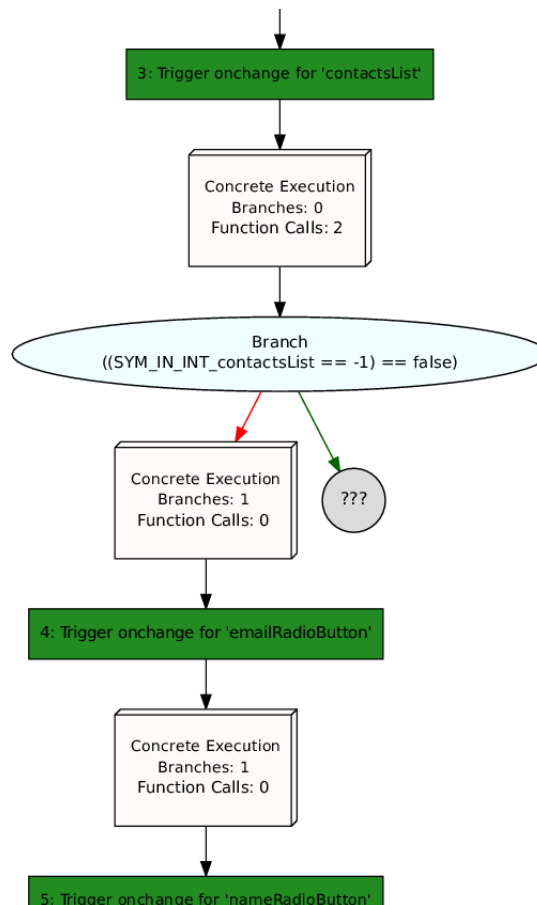 3: Trigger onchange for 'contactsList'
Concrete Execution
Branches: 0
Function Calls: 2
Branch
((SYM_IN_INT_contactsList == -1) == false)
Concrete Execution
Branches: 1
Function Calls: 0
???
4: Trigger onchange for 'emailRadioButton'
Concrete Execution
Branches: 1
Function Calls: 0
5: Trigger onchange for 'nameRadioButton'